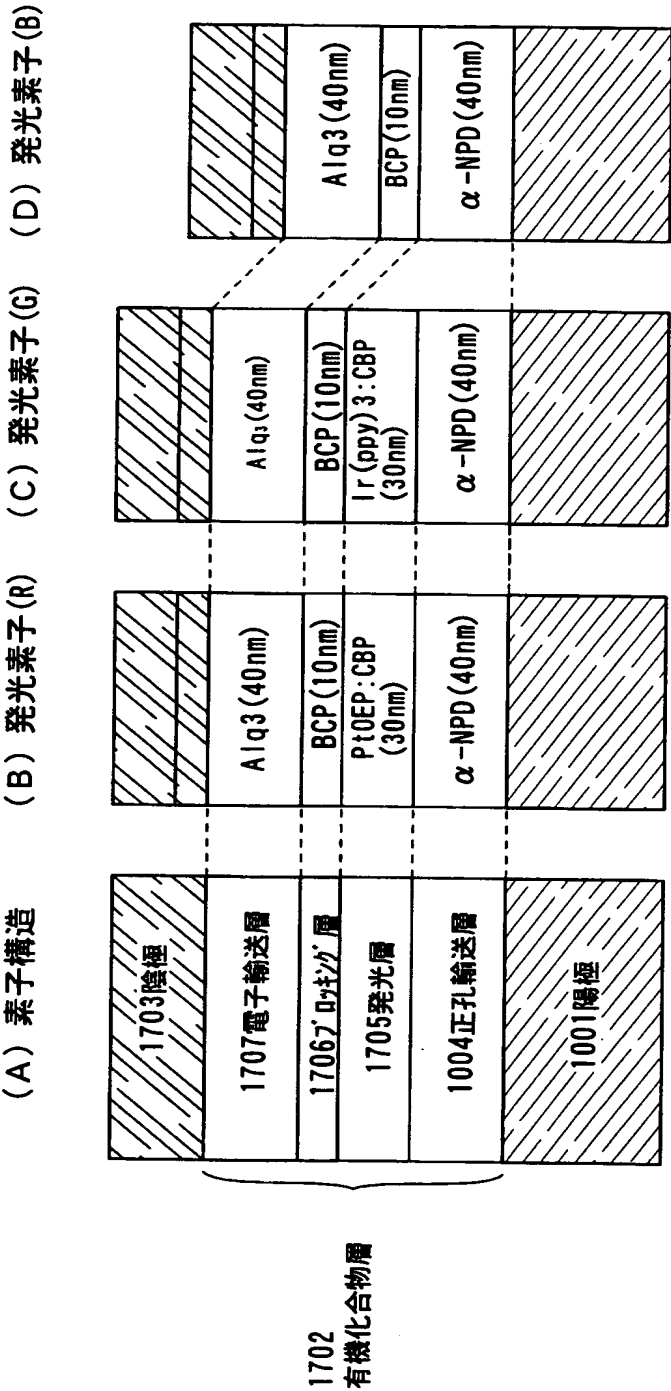 (A) 素子構造
1703陰極
1707電子輸送層
1706ブロッキング層
1705発光層
1004正孔輸送層
1001陽極
1702
有機化合物層
(B) 発光素子(R)
Alq3(40nm)
BCP(10nm)
PtOEP:CBP
(30nm)
α-NPD(40nm)
(C) 発光素子(G)
Alq₃(40nm)
BCP(10nm)
Ir(ppy)3:CBP
(30nm)
α-NPD(40nm)
(D) 発光素子(B)
Alq3(40nm)
BCP(10nm)
α-NPD(40nm)